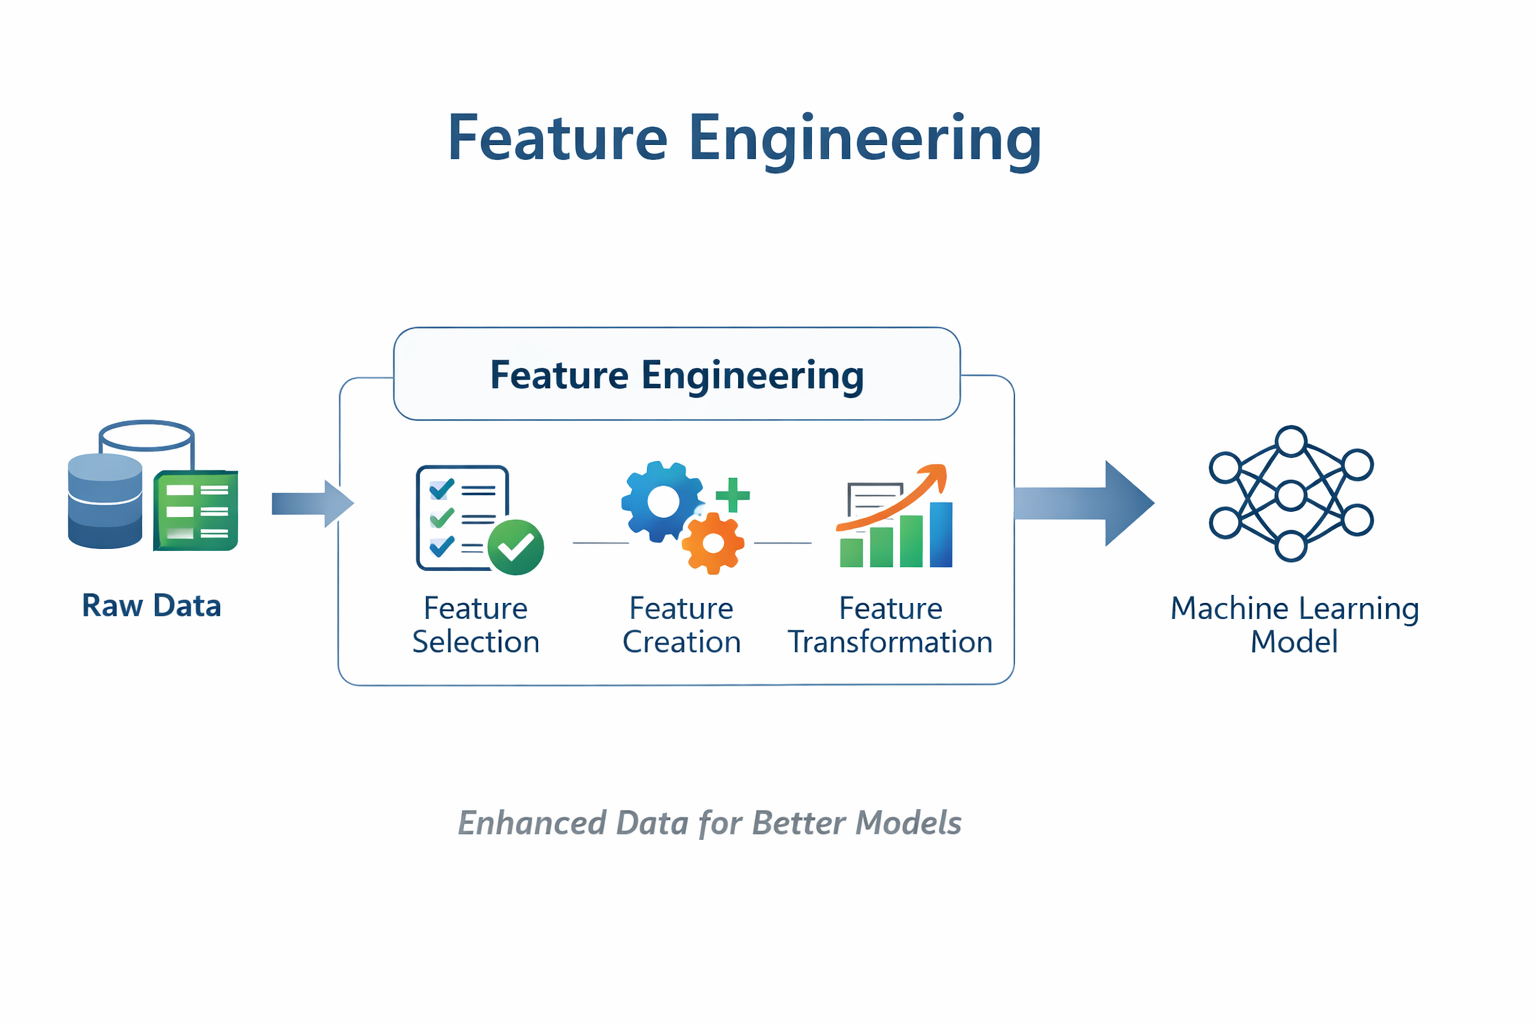 Feature Engineering
Feature Engineering
Raw Data
Feature
Selection
Feature
Creation
Feature
Transformation
Machine Learning
Model
Enhanced Data for Better Models